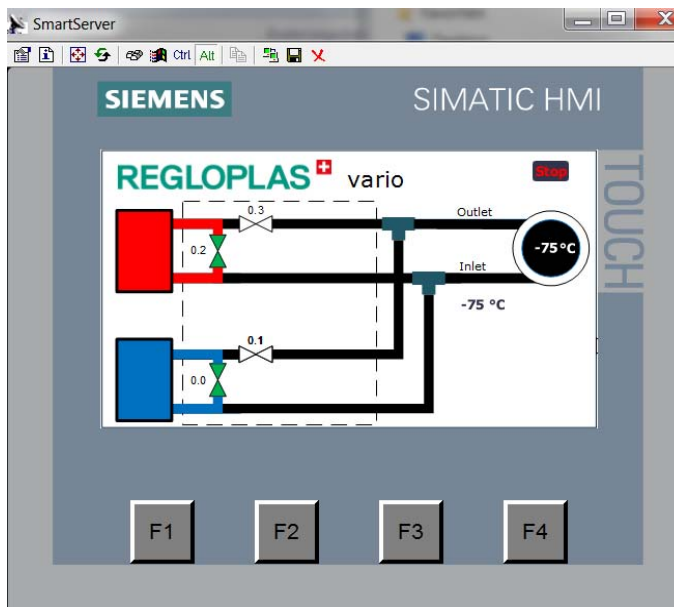 SmartServer
Ctrl Alt
SIEMENS
SIMATIC HMI
TOUCH
REGLOPLAS vario
Stop
0.3
Outlet
0.2
-75°C
Inlet
-75 °C
0.1
0.0
F1 F2 F3 F4